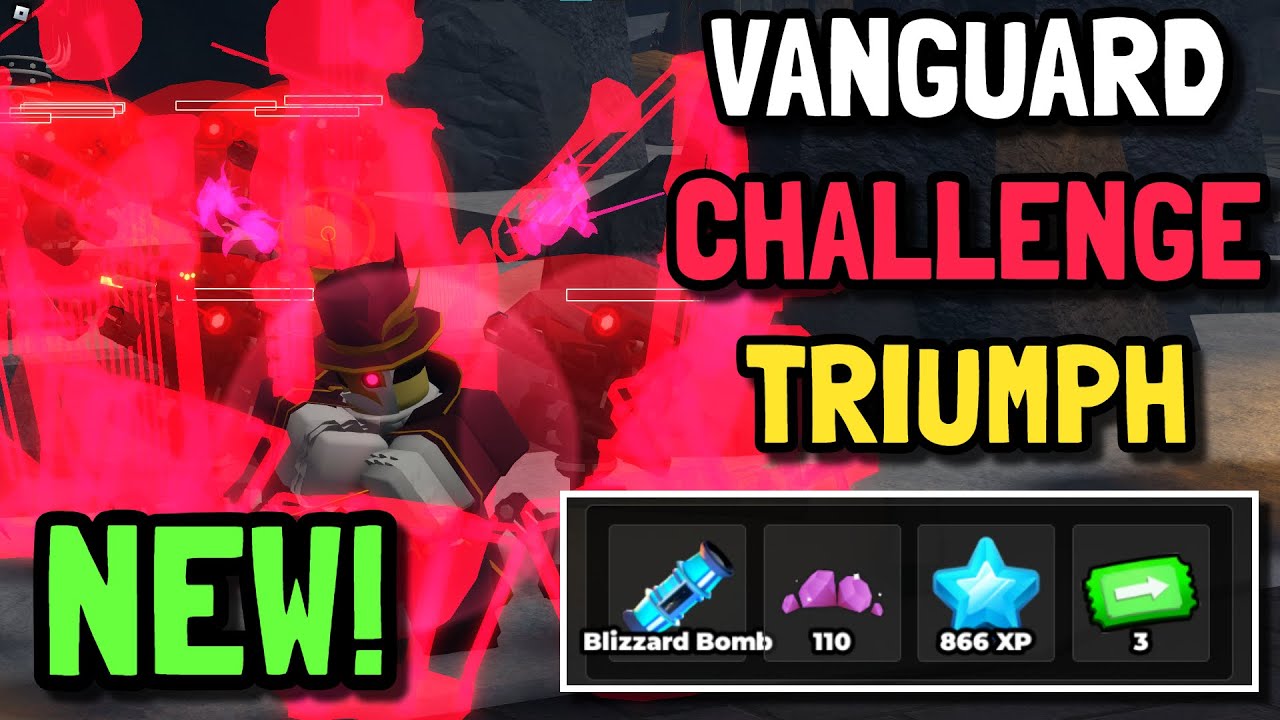 VANGUARD
CHALLENGE
TRIUMPH
NEW!
Blizzard Bomb
110
866 XP
3